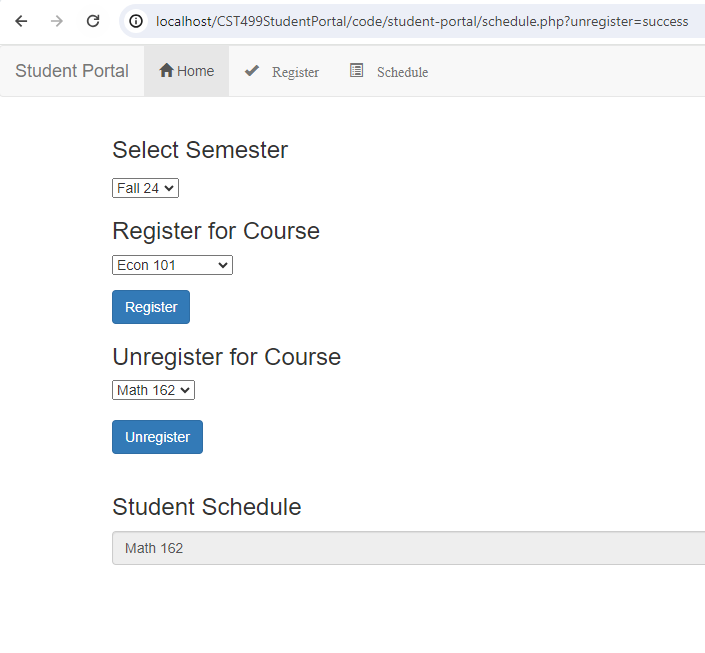 localhost/CST499StudentPortal/code/student-portal/schedule.php?unregister=success
Student Portal Home Register Schedule
Select Semester
Fall 24
Register for Course
Econ 101
Register
Unregister for Course
Math 162
Unregister
Student Schedule
Math 162